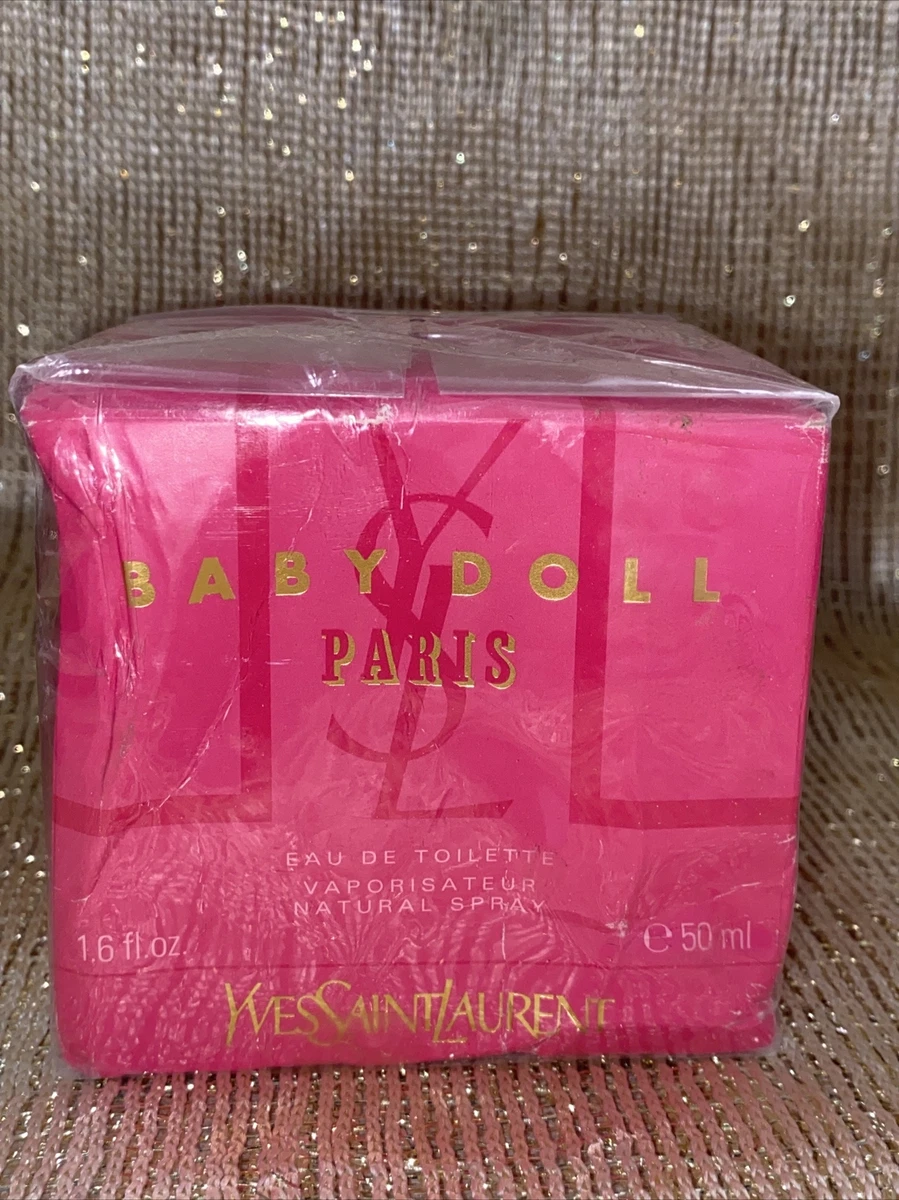 BABY DOLL
PARIS
YSL
EAU DE TOILETTE
VAPORISATEUR
NATURAL SPRAY
1.6 fl.oz.
e 50 ml
YVESSAINTLAURENT